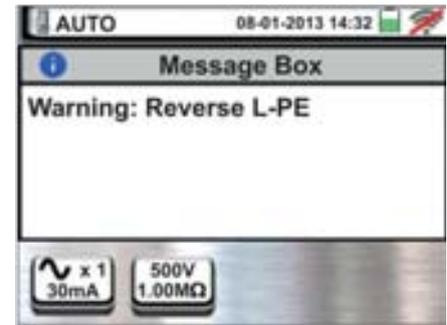 AUTO 08-01-2013 14:32
Message Box
Warning: Reverse L-PE
x 1 500V
30mA 1.00MΩ